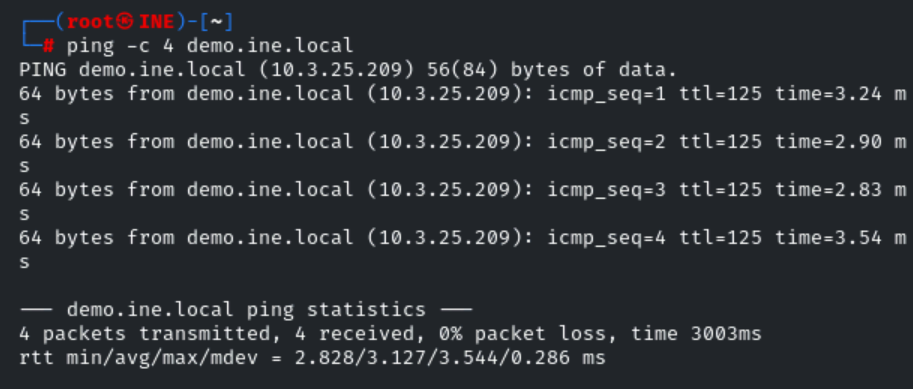 ┌──(root㉿INE)-[~]
└─# ping -c 4 demo.ine.local
PING demo.ine.local (10.3.25.209) 56(84) bytes of data.
64 bytes from demo.ine.local (10.3.25.209): icmp_seq=1 ttl=125 time=3.24 m
s
64 bytes from demo.ine.local (10.3.25.209): icmp_seq=2 ttl=125 time=2.90 m
s
64 bytes from demo.ine.local (10.3.25.209): icmp_seq=3 ttl=125 time=2.83 m
s
64 bytes from demo.ine.local (10.3.25.209): icmp_seq=4 ttl=125 time=3.54 m
s
--- demo.ine.local ping statistics ---
4 packets transmitted, 4 received, 0% packet loss, time 3003ms
rtt min/avg/max/mdev = 2.828/3.127/3.544/0.286 ms